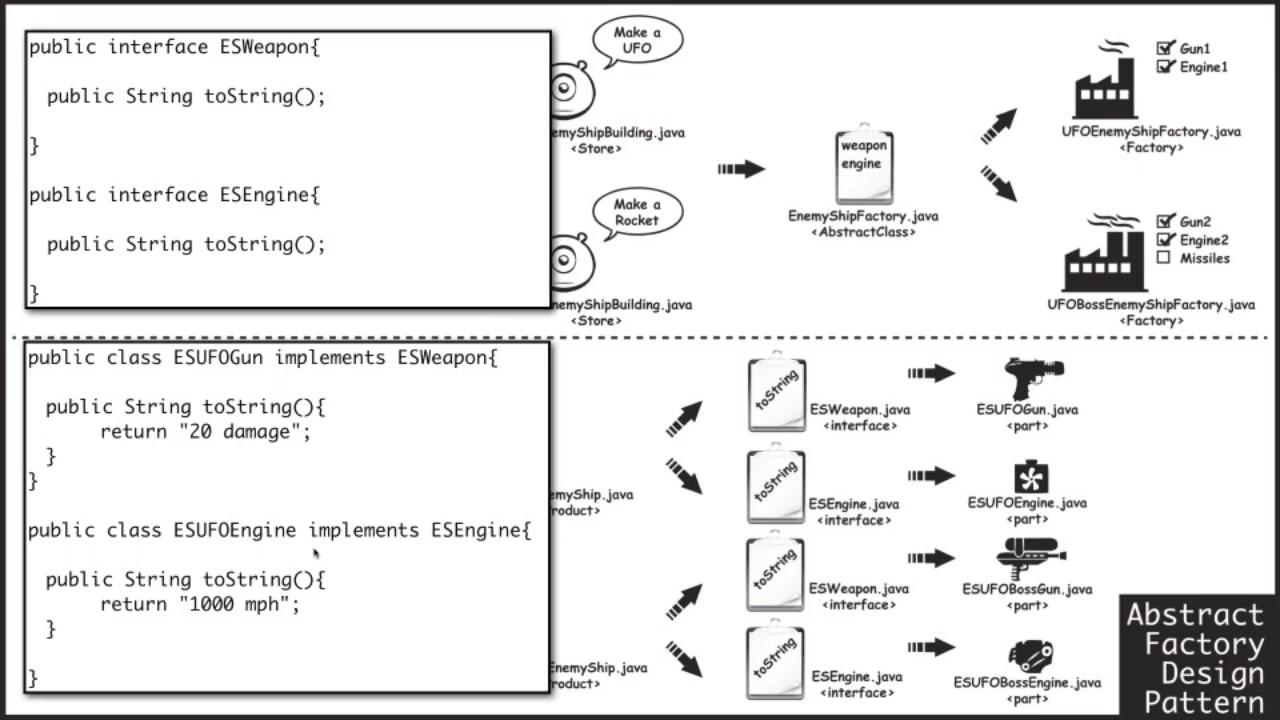 public interface ESWeapon{
public String toString();
}
public interface ESEngine{
public String toString();
}
public class ESUFOGun implements ESWeapon{
public String toString(){
return "20 damage";
}
}
public class ESUFOEngine implements ESEngine{
public String toString(){
return "1000 mph";
}
}
Make a
UFO
emyShipBuilding.java
<Store>
Make a
Rocket
nemyShipBuilding.java
<Store>
weapon
engine
EnemyShipFactory.java
<AbstractClass>
Gun1
Engine1
UFOEnemyShipFactory.java
<Factory>
Gun2
Engine2
Missiles
UFOBossEnemyShipFactory.java
<Factory>
emyShip.java
roduct>
toString
ESWeapon.java
<interface>
ESUFOGun.java
<part>
toString
ESEngine.java
<interface>
ESUFOEngine.java
<part>
EnemyShip.java
roduct>
toString
ESWeapon.java
<interface>
ESUFOBossGun.java
<part>
toString
ESEngine.java
<interface>
ESUFOBossEngine.java
<part>
Abstract
Factory
Design
Pattern